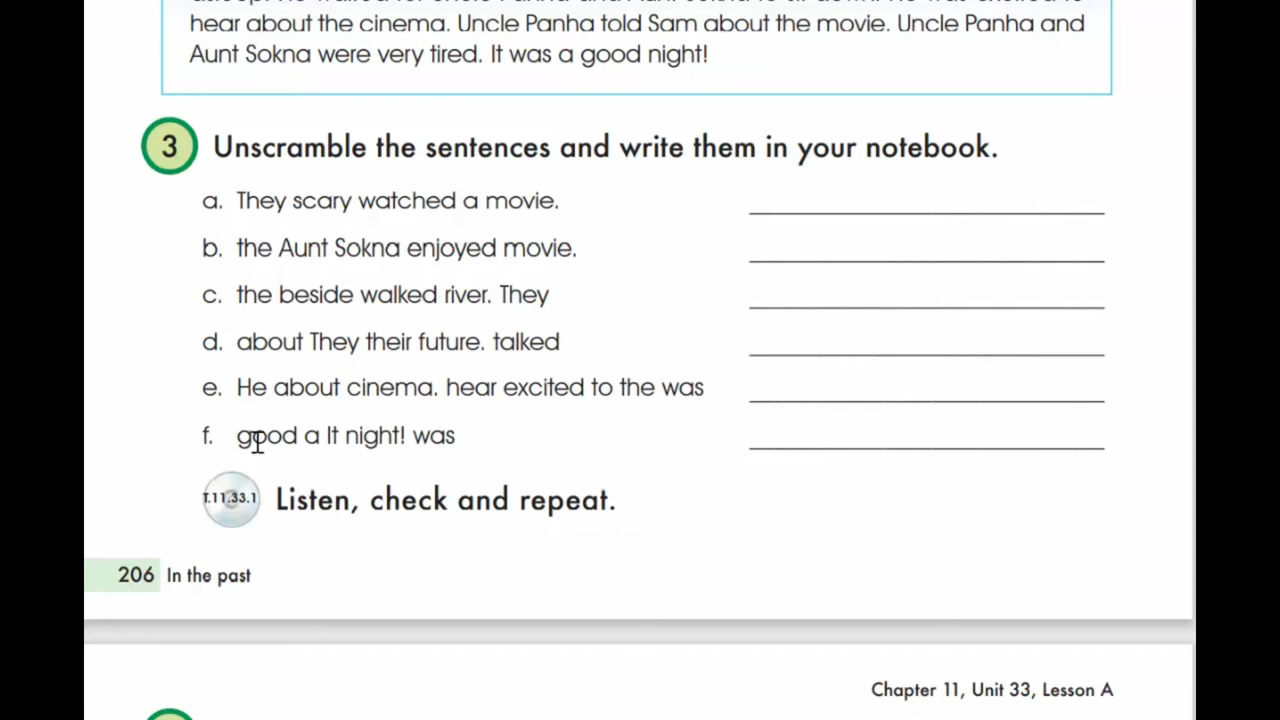 hear about the cinema. Uncle Panha told Sam about the movie. Uncle Panha and
Aunt Sokna were very tired. It was a good night!
3 Unscramble the sentences and write them in your notebook.
a. They scary watched a movie.
b. the Aunt Sokna enjoyed movie.
c. the beside walked river. They
d. about They their future. talked
e. He about cinema. hear excited to the was
f. good a It night! was
T.11.33.1 Listen, check and repeat.
206 In the past
Chapter 11, Unit 33, Lesson A